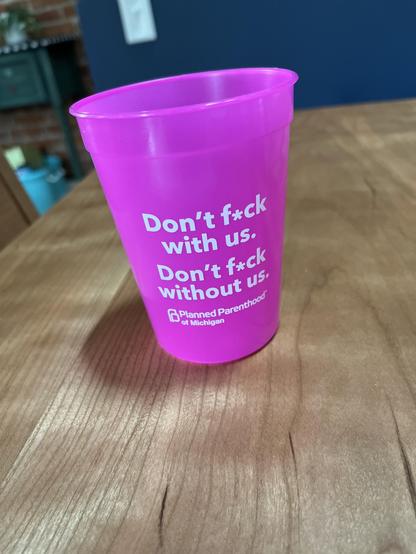 Don't f*ck
with us.
Don't f*ck
without us.
Planned Parenthood®
of Michigan